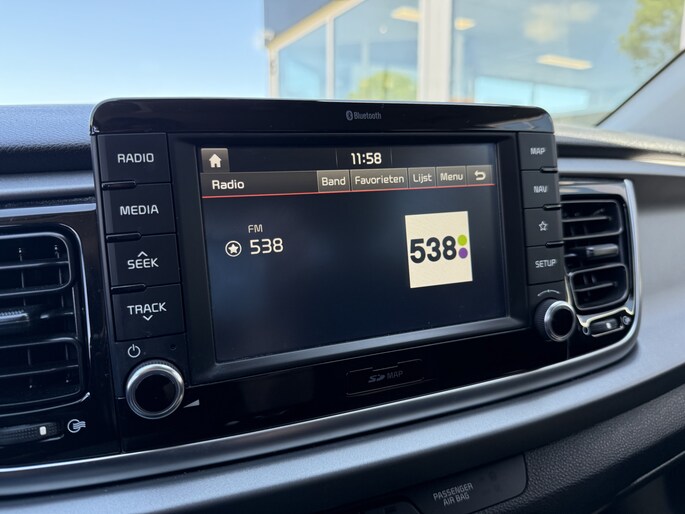 Bluetooth
RADIO
MEDIA
SEEK
TRACK
11:58
Radio Band Favorieten Lijst Menu
FM
538
538
MAP
NAV
SETUP
SD MAP
PASSENGER
AIR BAG